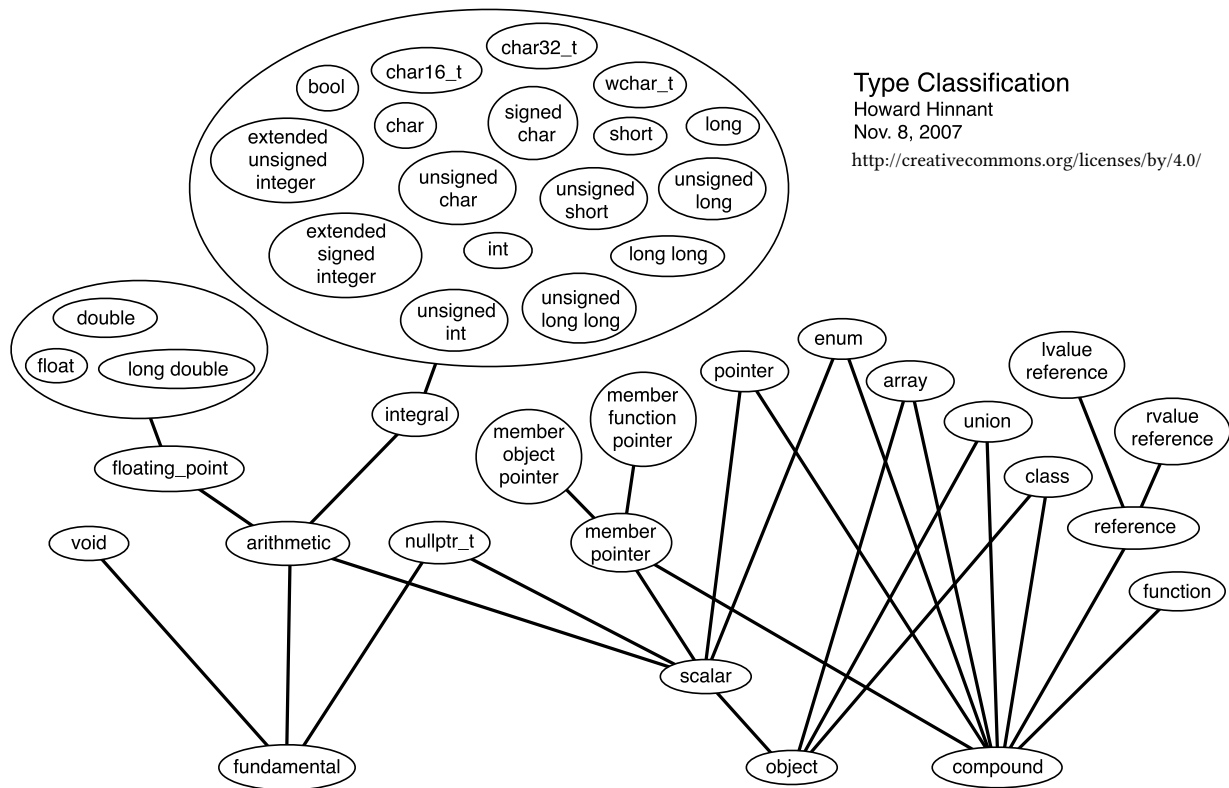 char32_t
char16_t
bool
wchar_t
Type Classification
Howard Hinnant
Nov. 8, 2007
http://creativecommons.org/licenses/by/4.0/
char
signed
char
short
long
extended
unsigned
integer
unsigned
char
unsigned
short
unsigned
long
extended
signed
integer
int
long long
unsigned
int
unsigned
long long
double
float
long double
enum
pointer
array
lvalue
reference
integral
member
function
pointer
member
object
pointer
union
rvalue
reference
floating_point
class
void
arithmetic
nullptr_t
member
pointer
reference
function
scalar
fundamental
object
compound